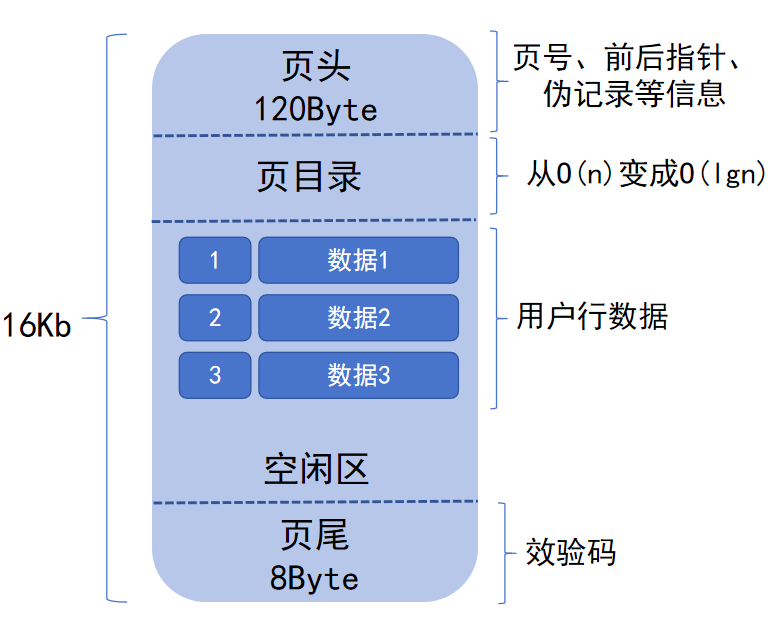 页头
120Byte
页号、前后指针、
伪记录等信息
页目录
从O(n)变成O(lgn)
1 数据1
2 数据2
3 数据3
用户行数据
16Kb
空闲区
页尾
8Byte
效验码